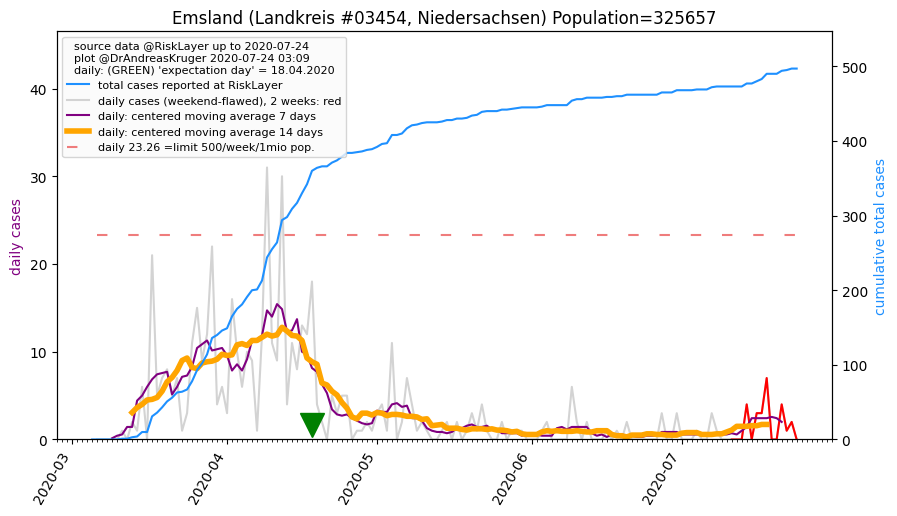 Emsland (Landkreis #03454, Niedersachsen) Population=325657
source data @RiskLayer up to 2020-07-24
plot @DrAndreasKruger 2020-07-24 03:09
daily: (GREEN) 'expectation day' = 18.04.2020
total cases reported at RiskLayer
daily cases (weekend-flawed), 2 weeks: red
daily: centered moving average 7 days
daily: centered moving average 14 days
daily 23.26 =limit 500/week/1mio pop.
daily cases
40
30
20
10
0
cumulative total cases
500
400
300
200
100
0
2020-03
2020-04
2020-05
2020-06
2020-07